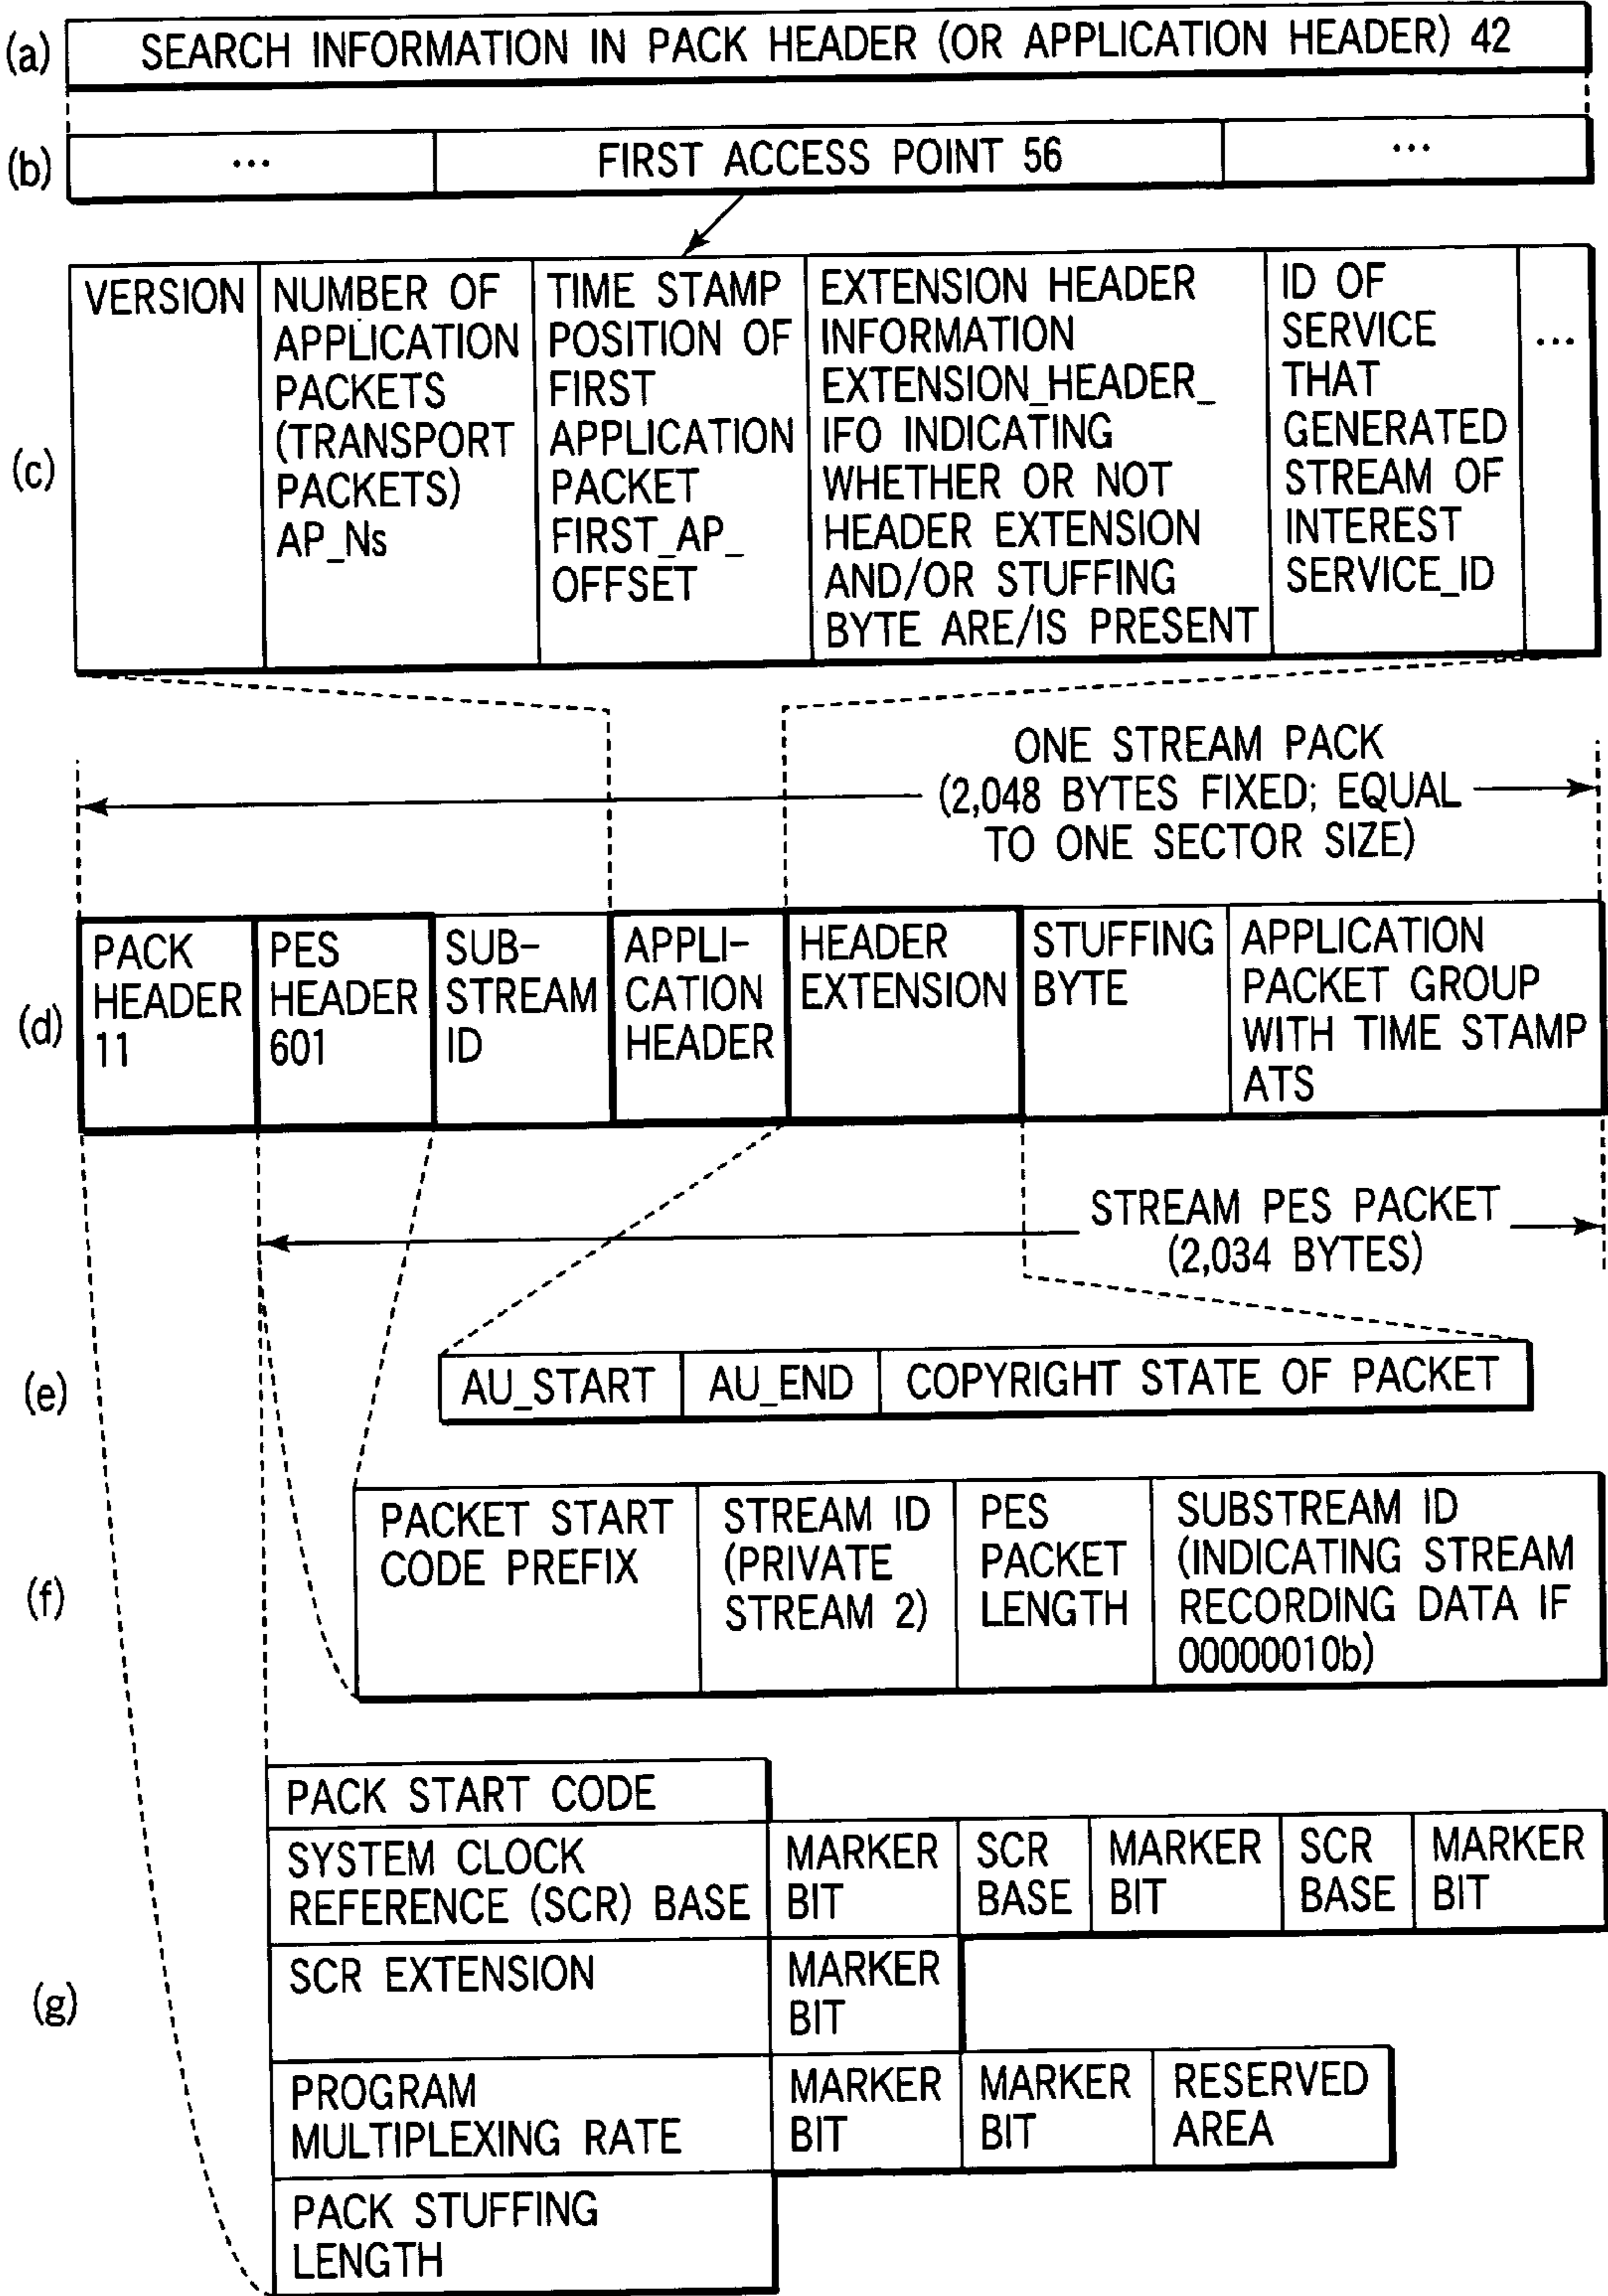 (a)
SEARCH INFORMATION IN PACK HEADER (OR APPLICATION HEADER) 42
(b)
...
FIRST ACCESS POINT 56
...
(c)
VERSION
NUMBER OF
APPLICATION
PACKETS
(TRANSPORT
PACKETS)
AP_Ns
TIME STAMP
POSITION OF
FIRST
APPLICATION
PACKET
FIRST_AP_
OFFSET
EXTENSION HEADER
INFORMATION
EXTENSION_HEADER_
IFO INDICATING
WHETHER OR NOT
HEADER EXTENSION
AND/OR STUFFING
BYTE ARE/IS PRESENT
ID OF
SERVICE
THAT
GENERATED
STREAM OF
INTEREST
SERVICE_ID
...
ONE STREAM PACK
(2,048 BYTES FIXED; EQUAL
TO ONE SECTOR SIZE)
(d)
PACK
HEADER
11
PES
HEADER
601
SUB-
STREAM
ID
APPLI-
CATION
HEADER
HEADER
EXTENSION
STUFFING
BYTE
APPLICATION
PACKET GROUP
WITH TIME STAMP
ATS
STREAM PES PACKET
(2,034 BYTES)
(e)
AU_START
AU_END
COPYRIGHT STATE OF PACKET
(f)
PACKET START
CODE PREFIX
STREAM ID
(PRIVATE
STREAM 2)
PES
PACKET
LENGTH
SUBSTREAM ID
(INDICATING STREAM
RECORDING DATA IF
00000010b)
(g)
PACK START CODE
SYSTEM CLOCK
REFERENCE (SCR) BASE
MARKER
BIT
SCR
BASE
MARKER
BIT
SCR
BASE
MARKER
BIT
SCR EXTENSION
MARKER
BIT
PROGRAM
MULTIPLEXING RATE
MARKER
BIT
MARKER
BIT
RESERVED
AREA
PACK STUFFING
LENGTH